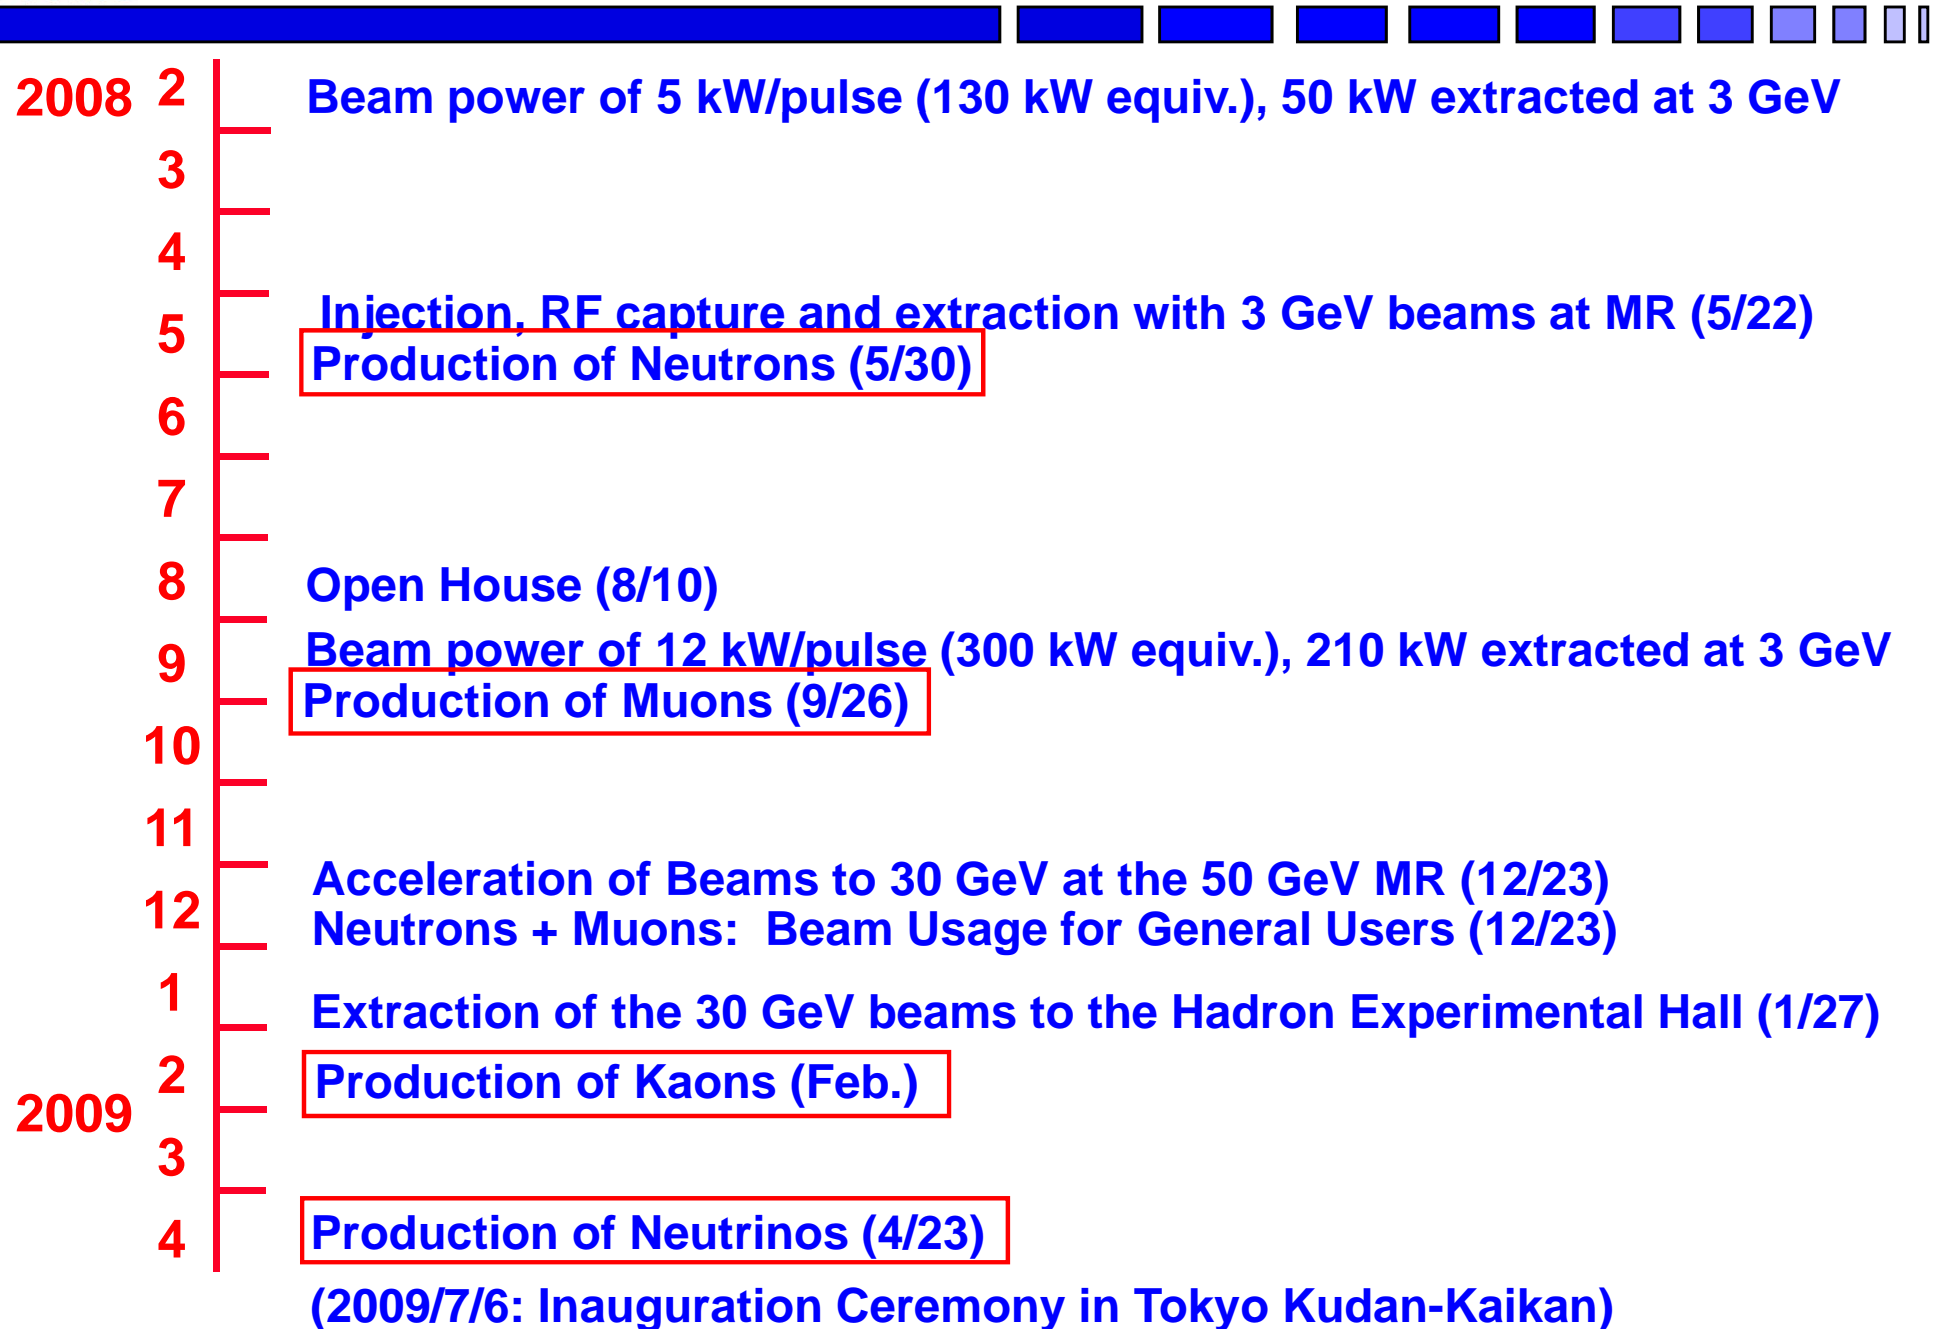 2008 2 Beam power of 5 kW/pulse (130 kW equiv.), 50 kW extracted at 3 GeV
3
4
Injection, RF capture and extraction with 3 GeV beams at MR (5/22)
5
Production of Neutrons (5/30)
6
7
8 Open House (8/10)
9 Beam power of 12 kW/pulse (300 kW equiv.), 210 kW extracted at 3 GeV
Production of Muons (9/26)
10
11
Acceleration of Beams to 30 GeV at the 50 GeV MR (12/23)
12 Neutrons + Muons: Beam Usage for General Users (12/23)
1 Extraction of the 30 GeV beams to the Hadron Experimental Hall (1/27)
2 Production of Kaons (Feb.)
2009
3
4 Production of Neutrinos (4/23)
(2009/7/6: Inauguration Ceremony in Tokyo Kudan-Kaikan)